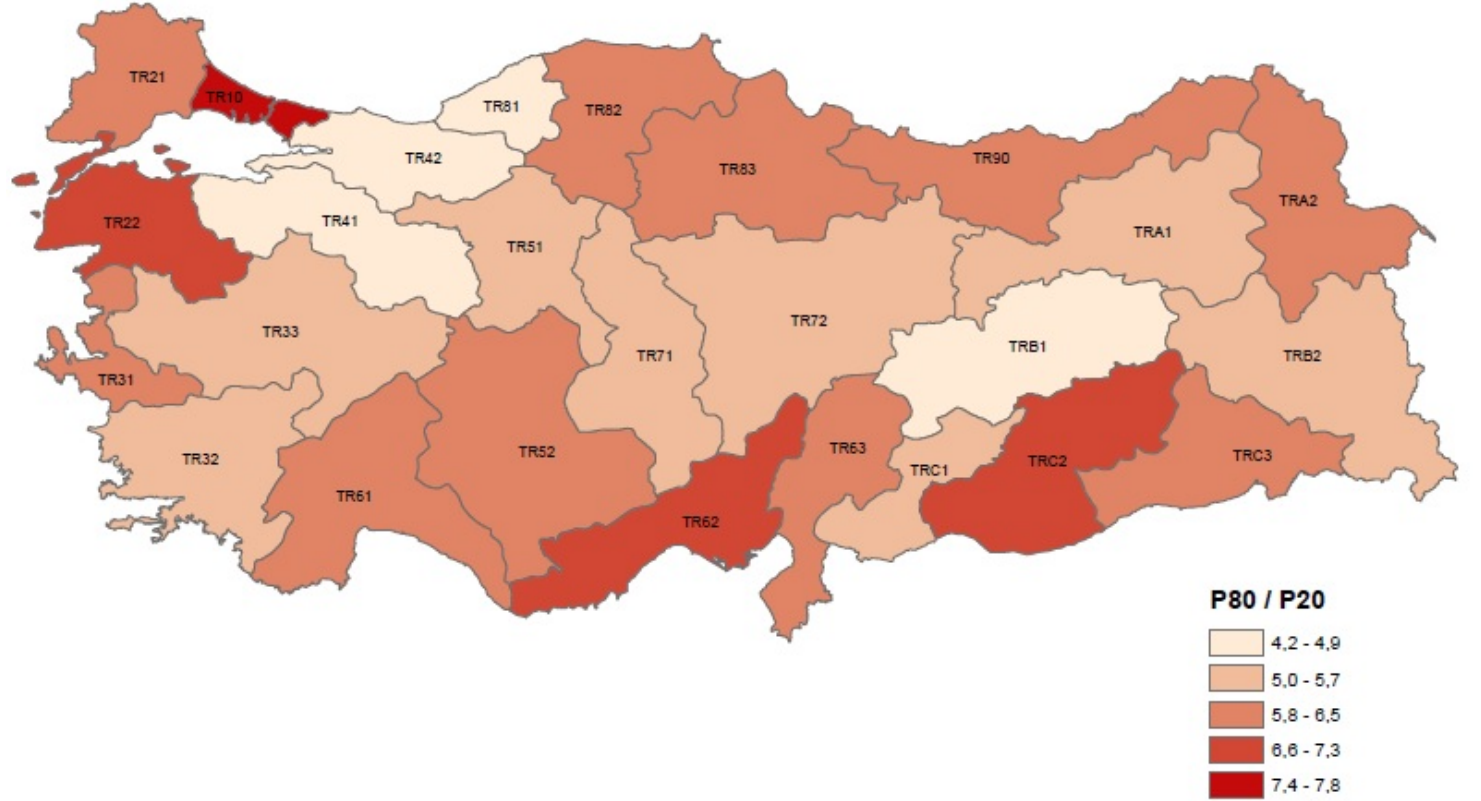 TR21
TR10
TR81
TR82
TR42
TR83
TR90
TRA2
TR22
TR41
TR51
TRA1
TR33
TR72
TR71
TRB1
TRB2
TR31
TR32
TR52
TR63
TRC1
TRC2
TRC3
TR61
TR62
P80 / P20
4,2 - 4,9
5,0 - 5,7
5,8 - 6,5
6,6 - 7,3
7,4 - 7,8